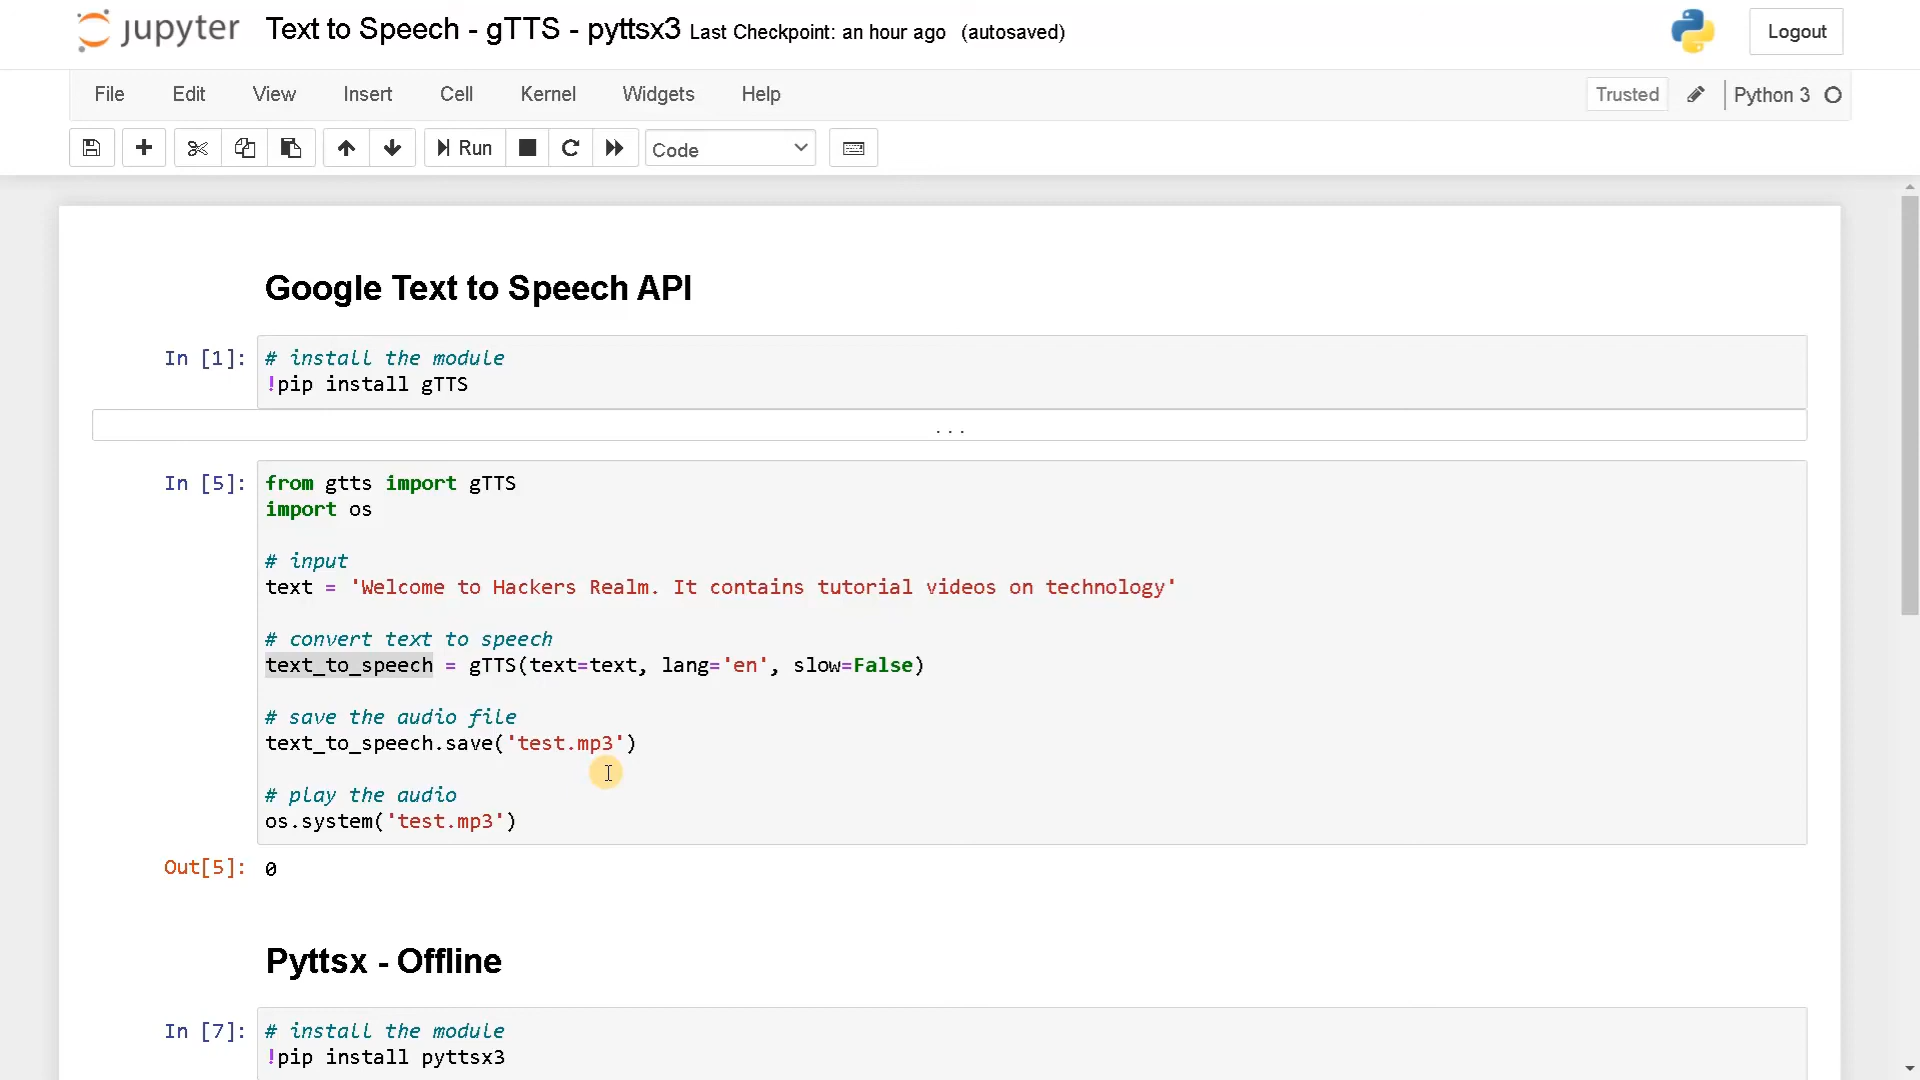 jupyter Text to Speech - gTTS - pyttsx3 Last Checkpoint: an hour ago (autosaved) Logout
File Edit View Insert Cell Kernel Widgets Help Trusted Python 3
Run Code
Google Text to Speech API
In [1]: # install the module
!pip install gTTS
...
In [5]: from gtts import gTTS
import os
# input
text = 'Welcome to Hackers Realm. It contains tutorial videos on technology'
# convert text to speech
text_to_speech = gTTS(text=text, lang='en', slow=False)
# save the audio file
text_to_speech.save('test.mp3')
# play the audio
os.system('test.mp3')
Out[5]: 0
Pyttsx - Offline
In [7]: # install the module
!pip install pyttsx3